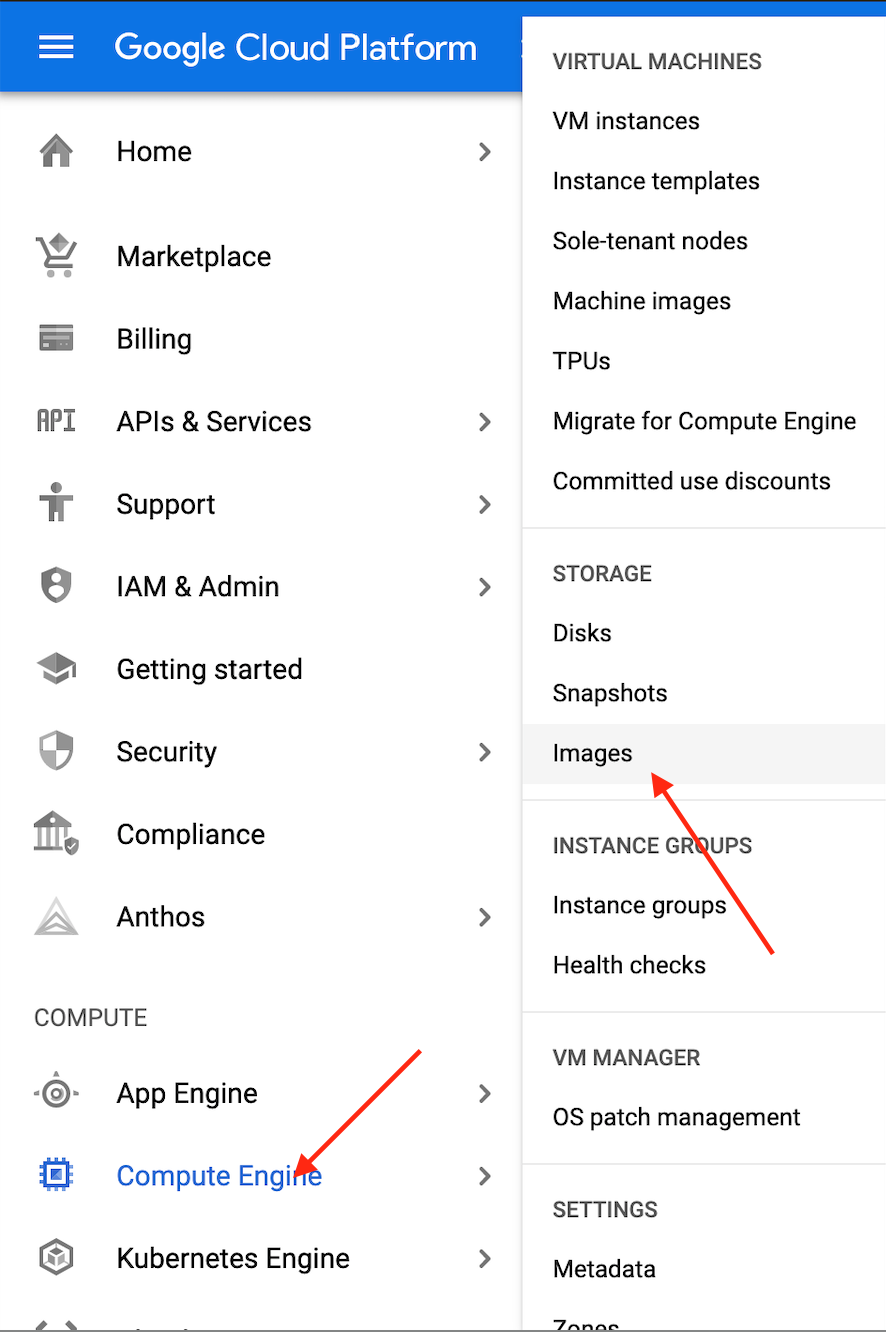 Google Cloud Platform
Home
Marketplace
Billing
API
APIs & Services
Support
IAM & Admin
Getting started
Security
Compliance
Anthos
COMPUTE
App Engine
Compute Engine
Kubernetes Engine
VIRTUAL MACHINES
VM instances
Instance templates
Sole-tenant nodes
Machine images
TPUs
Migrate for Compute Engine
Committed use discounts
STORAGE
Disks
Snapshots
Images
INSTANCE GROUPS
Instance groups
Health checks
VM MANAGER
OS patch management
SETTINGS
Metadata
Zones